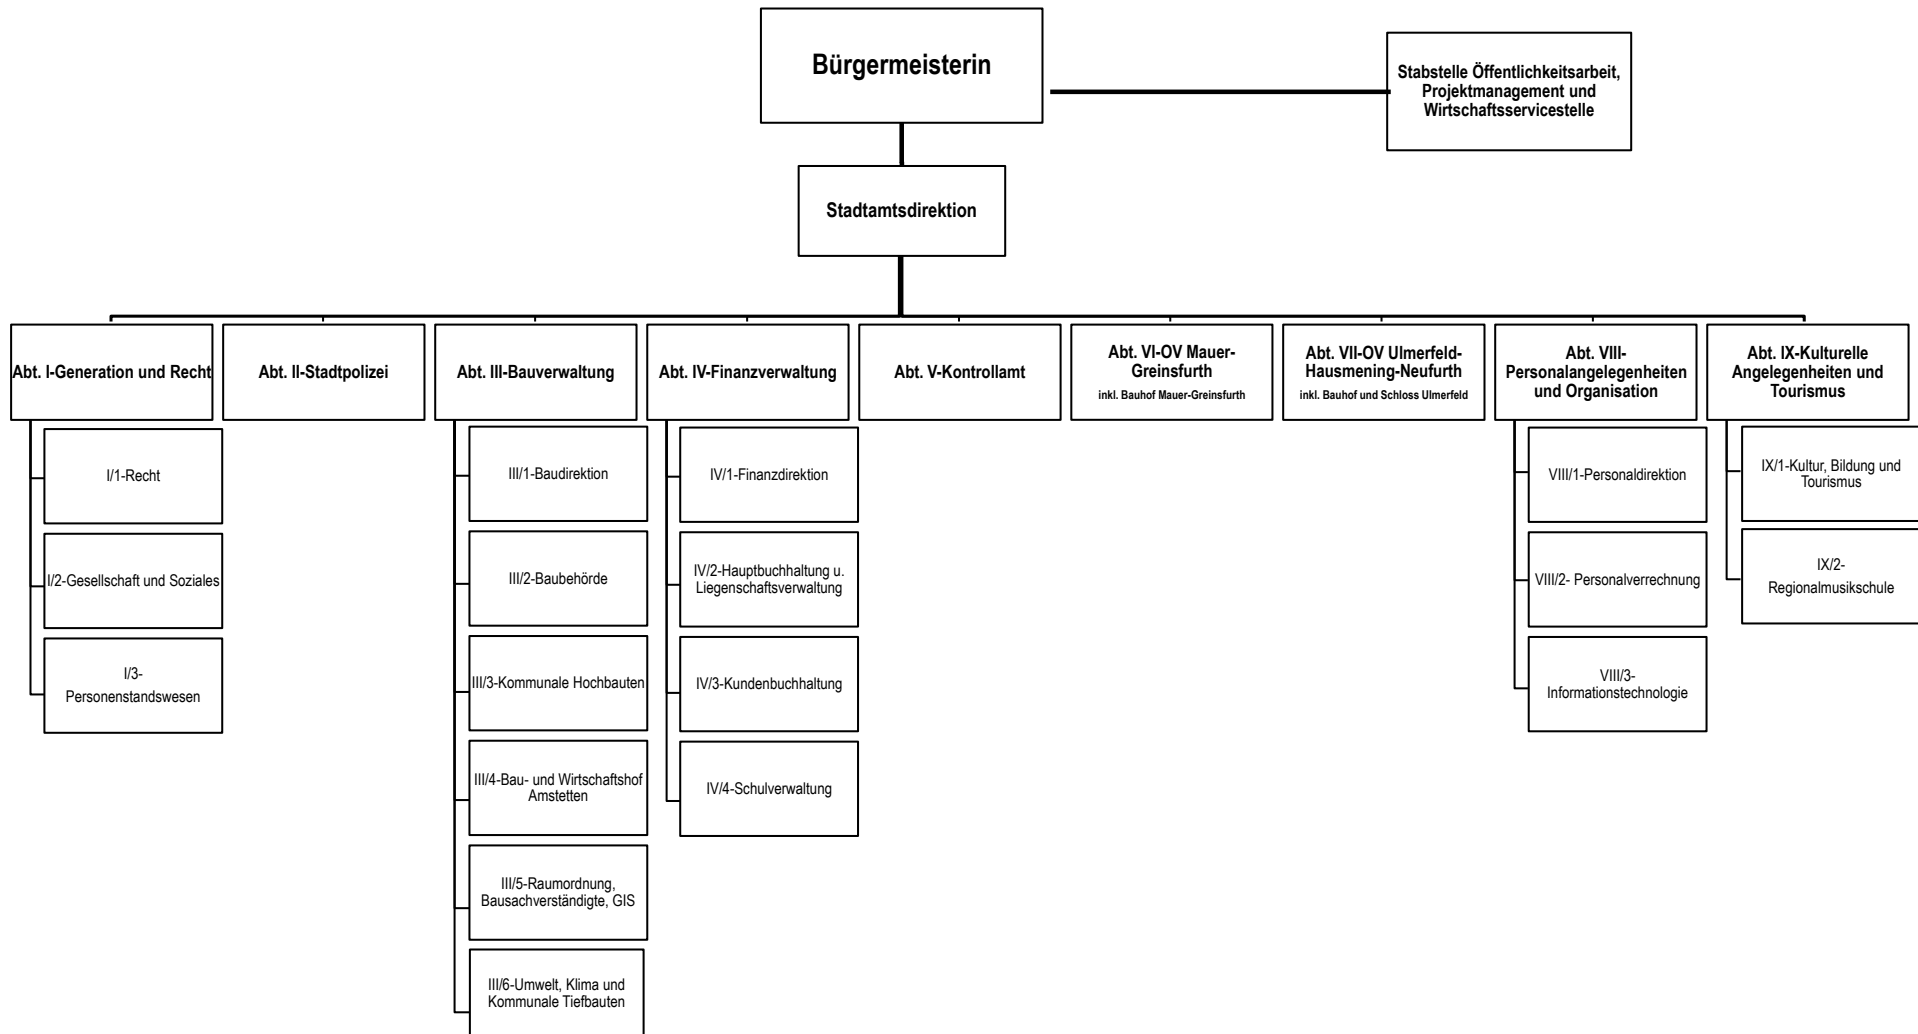 Bürgermeisterin
Stabstelle Öffentlichkeitsarbeit,
Projektmanagement und
Wirtschaftsservicestelle
Stadtamtsdirektion
Abt. I-Generation und Recht
Abt. II-Stadtpolizei
Abt. III-Bauverwaltung
Abt. IV-Finanzverwaltung
Abt. V-Kontrollamt
Abt. VI-OV Mauer-
Greinsfurth
inkl. Bauhof Mauer-Greinsfurth
Abt. VII-OV Ulmerfeld-
Hausmening-Neufurth
inkl. Bauhof und Schloss Ulmerfeld
Abt. VIII-
Personalangelegenheiten
und Organisation
Abt. IX-Kulturelle
Angelegenheiten und
Tourismus
I/1-Recht
I/2-Gesellschaft und Soziales
I/3-
Personenstandswesen
III/1-Baudirektion
III/2-Baubehörde
III/3-Kommunale Hochbauten
III/4-Bau- und Wirtschaftshof
Amstetten
III/5-Raumordnung,
Bausachverständigte, GIS
III/6-Umwelt, Klima und
Kommunale Tiefbauten
IV/1-Finanzdirektion
IV/2-Hauptbuchhaltung u.
Liegenschaftsverwaltung
IV/3-Kundenbuchhaltung
IV/4-Schulverwaltung
VIII/1-Personaldirektion
VIII/2- Personalverrechnung
VIII/3-
Informationstechnologie
IX/1-Kultur, Bildung und
Tourismus
IX/2-
Regionalmusikschule